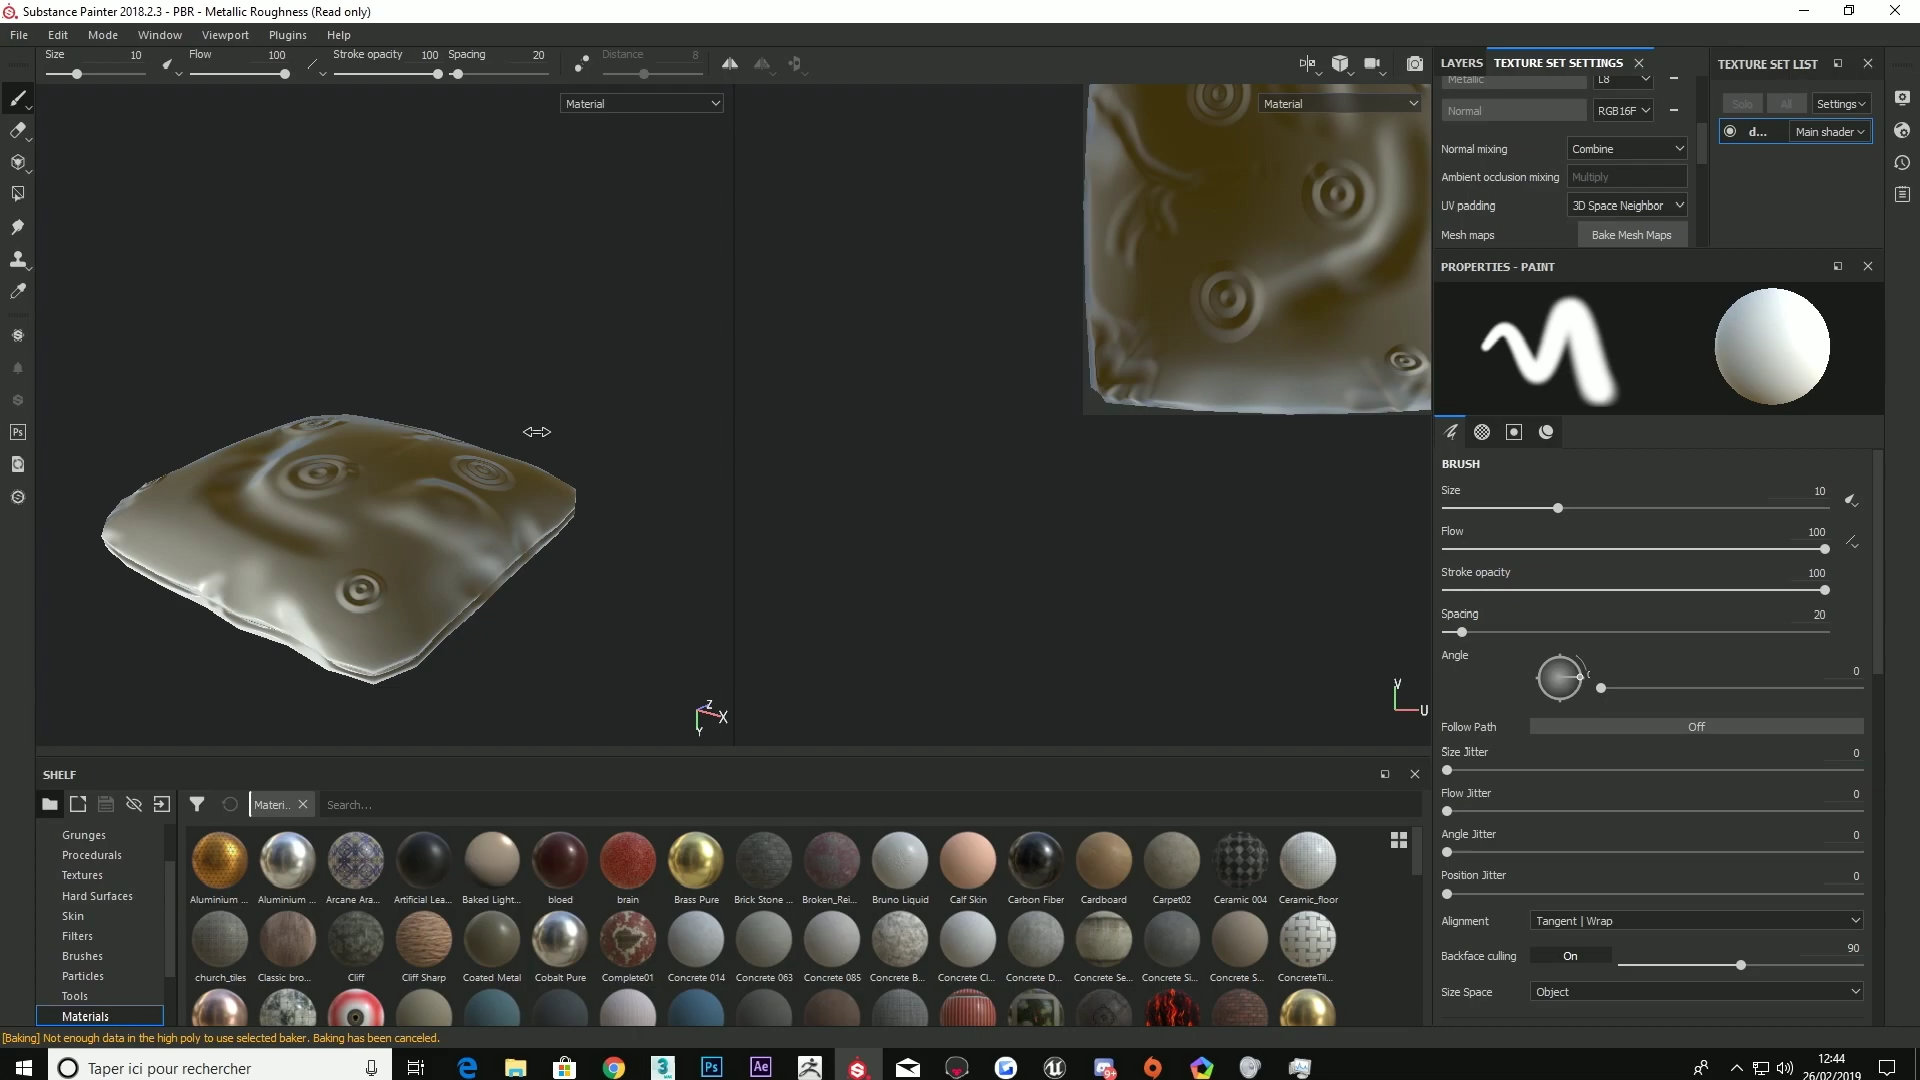 Substance Painter 2018.2.3 - PBR - Metallic Roughness (Read only)
File Edit Mode Window Viewport Plugins Help
Size 10 Flow 100 Stroke opacity 100 Spacing 20 Distance 8
Material
Material
Z
X
Y
V
U
LAYERS TEXTURE SET SETTINGS
Metallic L8
Normal RGB16F
Normal mixing Combine
Ambient occlusion mixing Multiply
UV padding 3D Space Neighbor
Mesh maps Bake Mesh Maps
TEXTURE SET LIST
Solo All Settings
d... Main shader
PROPERTIES - PAINT
BRUSH
Size 10
Flow 100
Stroke opacity 100
Spacing 20
Angle 0
Follow Path Off
Size Jitter 0
Flow Jitter 0
Angle Jitter 0
Position Jitter 0
Alignment Tangent | Wrap
Backface culling On 90
Size Space Object
SHELF
Materi... Search...
Grunges
Procedurals
Textures
Hard Surfaces
Skin
Filters
Brushes
Particles
Tools
Materials
Aluminium ... Aluminium ... Arcane Ara... Artificial Lea... Baked Light... bloed brain Brass Pure Brick Stone ... Broken_Rei... Bruno Liquid Calf Skin Carbon Fiber Cardboard Carpet02 Ceramic 004 Ceramic_floor
church_tiles Classic bro... Cliff Cliff Sharp Coated Metal Cobalt Pure Complete01 Concrete 014 Concrete 063 Concrete 085 Concrete B... Concrete Cl... Concrete D... Concrete Se... Concrete Si... Concrete S... ConcreteTil...
[Baking] Not enough data in the high poly to use selected baker. Baking has been canceled.
Taper ici pour rechercher
3
Ps
Ps
Ae
9+
12:44
26/02/2019